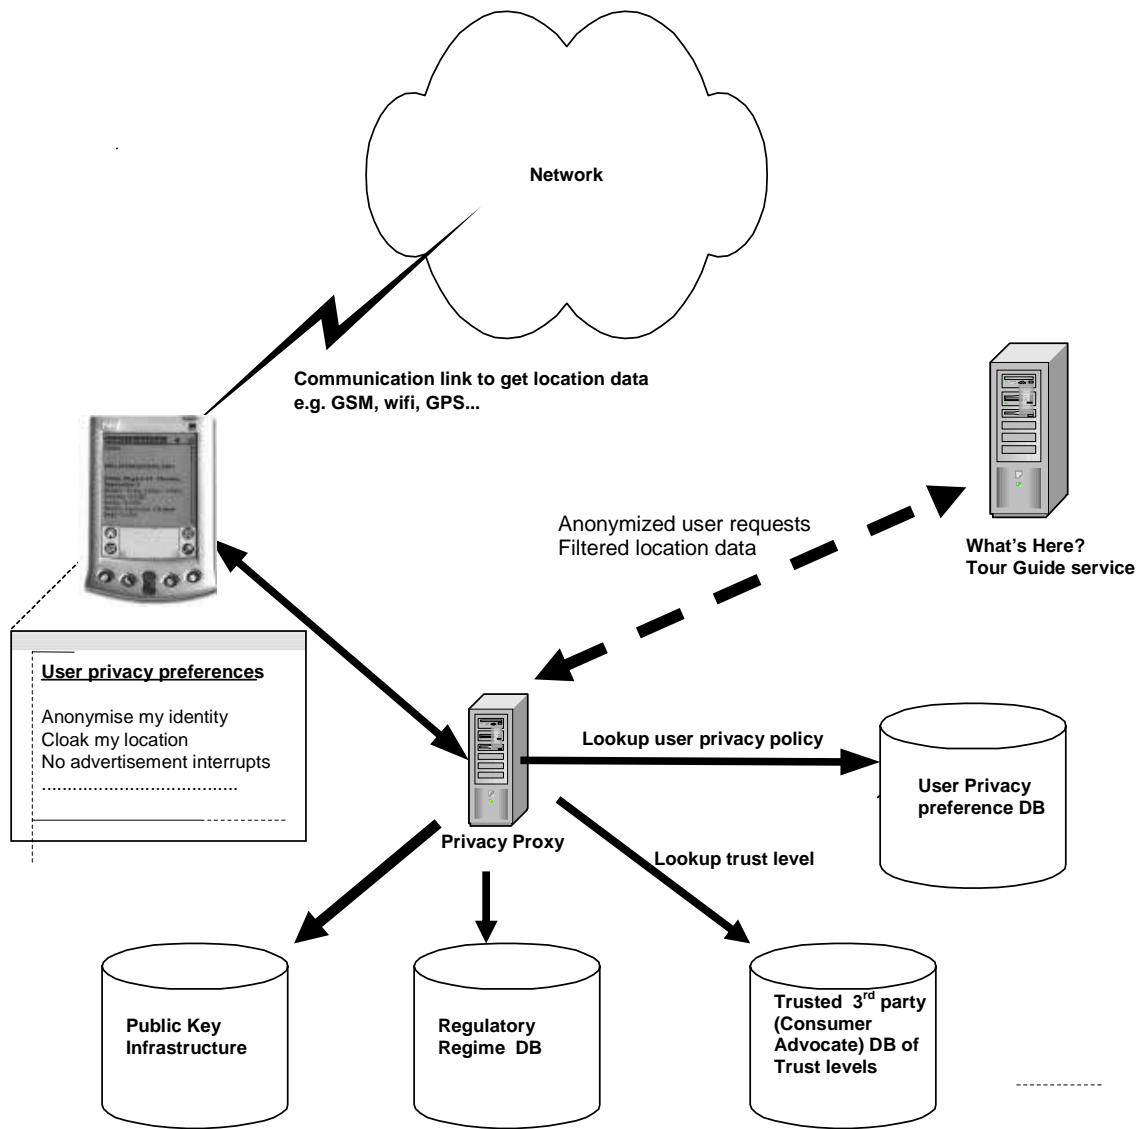 Network
Communication link to get location data
e.g. GSM, wifi, GPS...
Anonymized user requests
Filtered location data
What's Here?
Tour Guide service
User privacy preferences
Anonymise my identity
Cloak my location
No advertisement interrupts
......................................
Lookup user privacy policy
User Privacy
preference DB
Privacy Proxy
Lookup trust level
Public Key
Infrastructure
Regulatory
Regime DB
Trusted 3rd party
(Consumer
Advocate) DB of
Trust levels